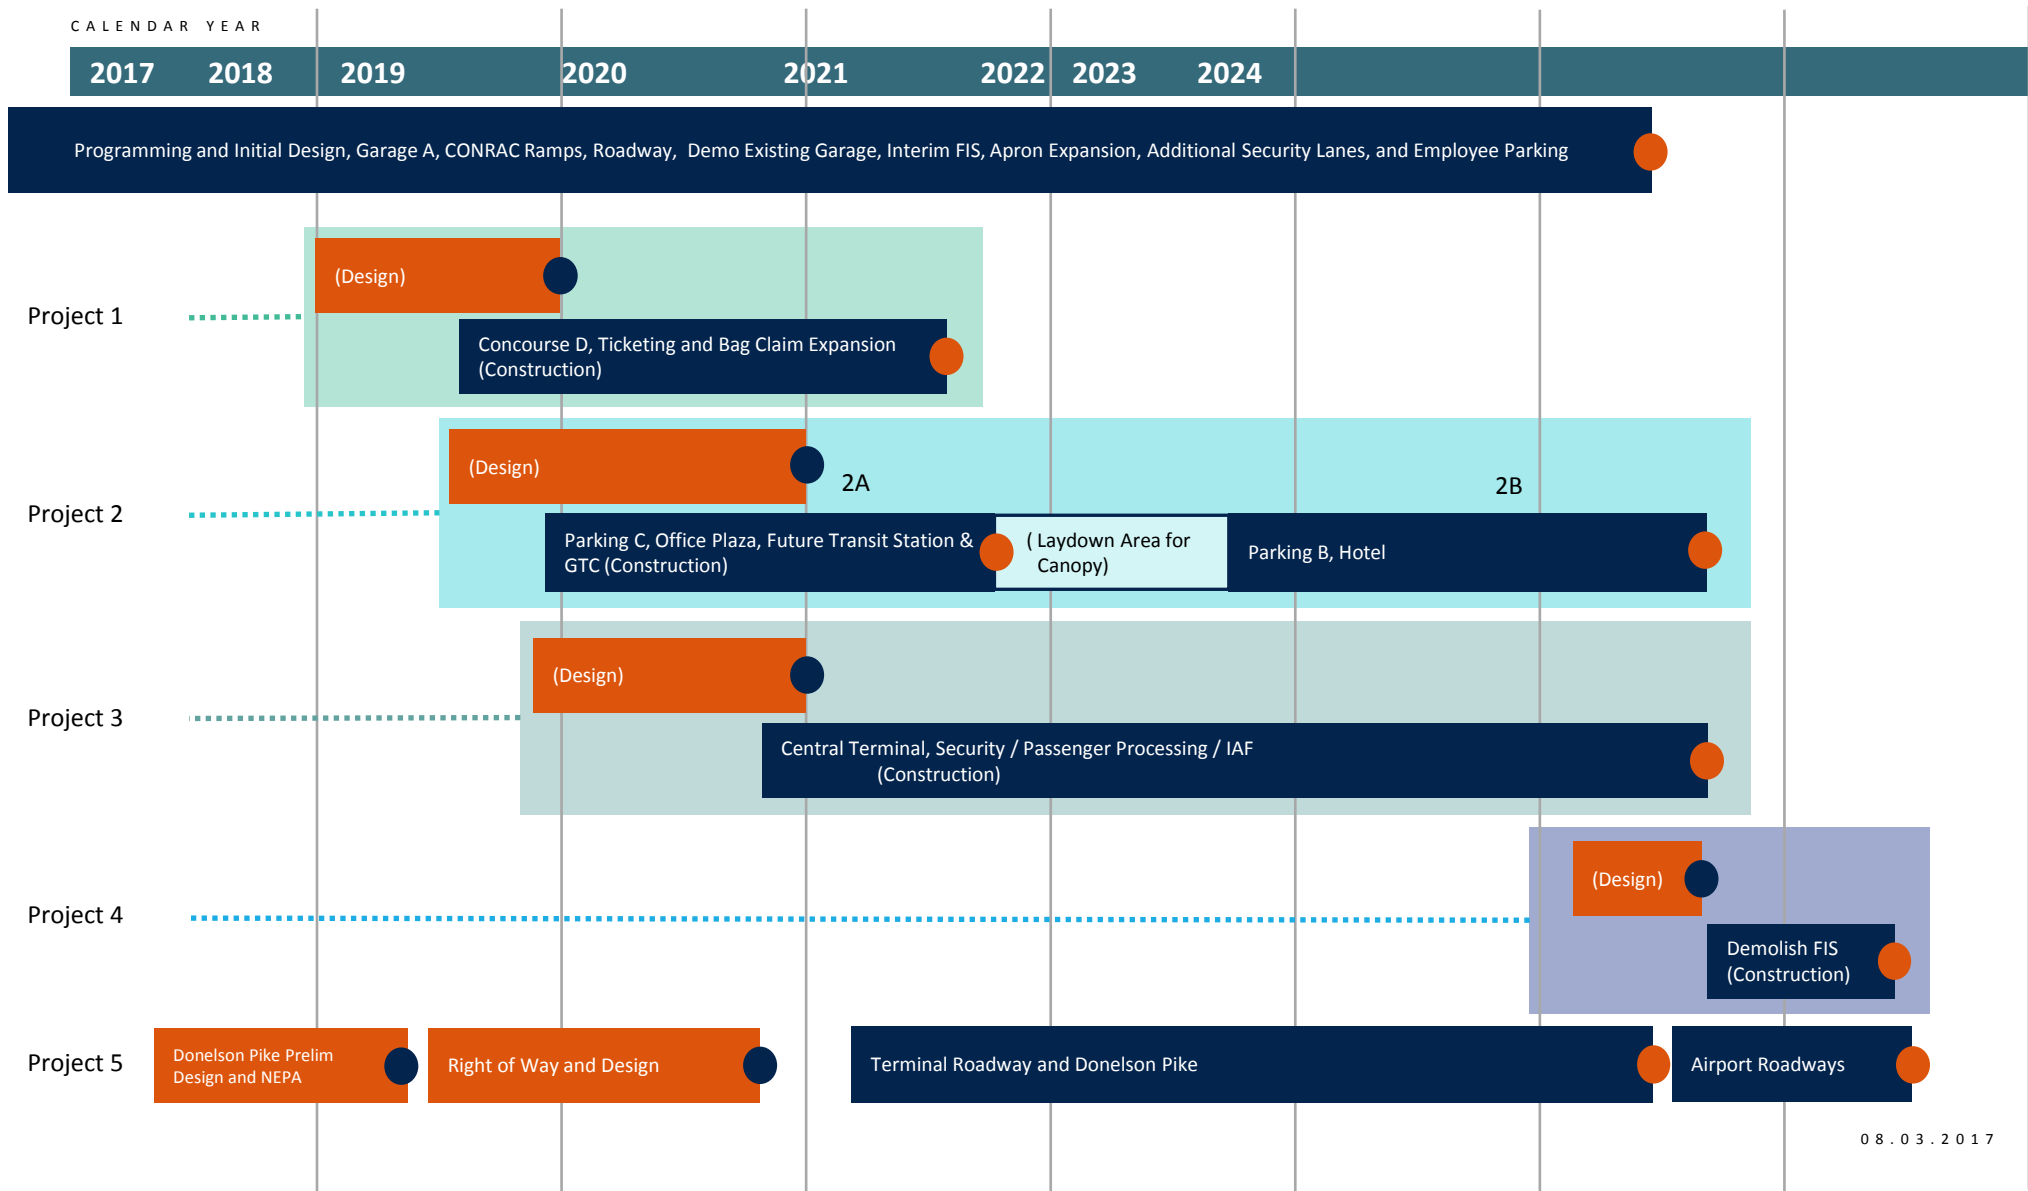 CALENDAR YEAR
2017 2018 2019 2020 2021 2022 2023 2024
Programming and Initial Design, Garage A, CONRAC Ramps, Roadway, Demo Existing Garage, Interim FIS, Apron Expansion, Additional Security Lanes, and Employee Parking
Project 1
(Design)
Concourse D, Ticketing and Bag Claim Expansion
(Construction)
Project 2
(Design)
2A
2B
Parking C, Office Plaza, Future Transit Station &
GTC (Construction)
( Laydown Area for
Canopy)
Parking B, Hotel
Project 3
(Design)
Central Terminal, Security / Passenger Processing / IAF
(Construction)
Project 4
(Design)
Demolish FIS
(Construction)
Project 5
Donelson Pike Prelim
Design and NEPA
Right of Way and Design
Terminal Roadway and Donelson Pike
Airport Roadways
08.03.2017